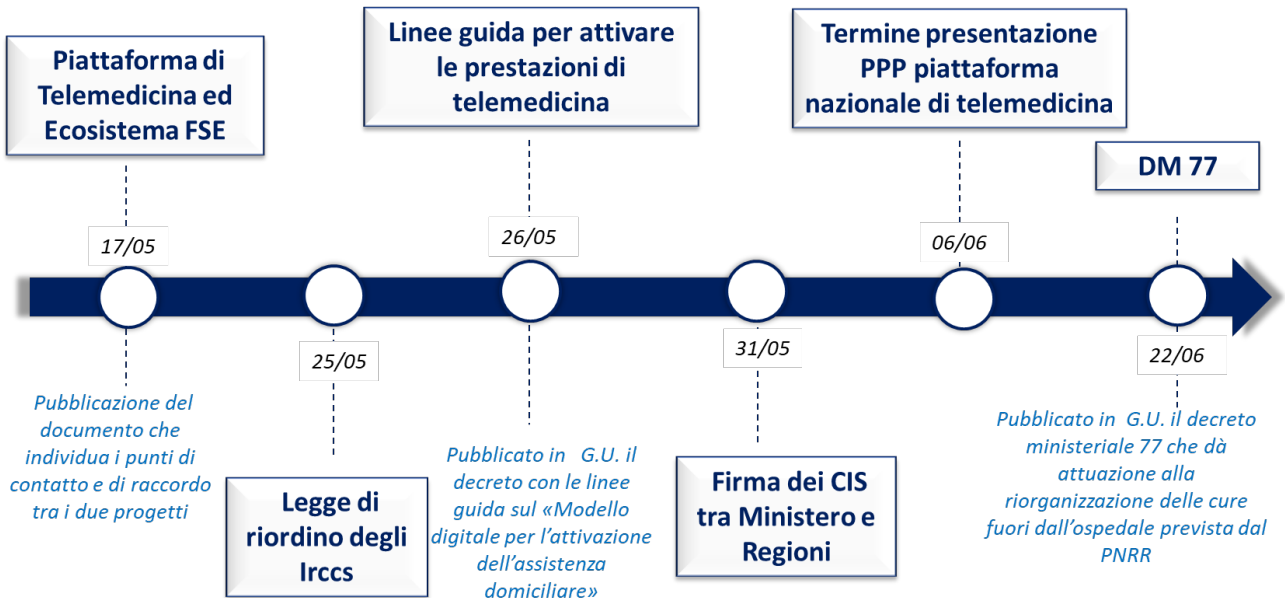 Piattaforma di
Telemedicina ed
Ecosistema FSE
17/05
Pubblicazione del
documento che
individua i punti di
contatto e di raccordo
tra i due progetti
25/05
Legge di
riordino degli
Irccs
Linee guida per attivare
le prestazioni di
telemedicina
26/05
Pubblicato in G.U. il
decreto con le linee
guida sul «Modello
digitale per l'attivazione
dell'assistenza
domiciliare»
31/05
Firma dei CIS
tra Ministero e
Regioni
Termine presentazione
PPP piattaforma
nazionale di telemedicina
06/06
DM 77
22/06
Pubblicato in G.U. il decreto
ministeriale 77 che dà
attuazione alla
riorganizzazione delle cure
fuori dall'ospedale prevista dal
PNRR